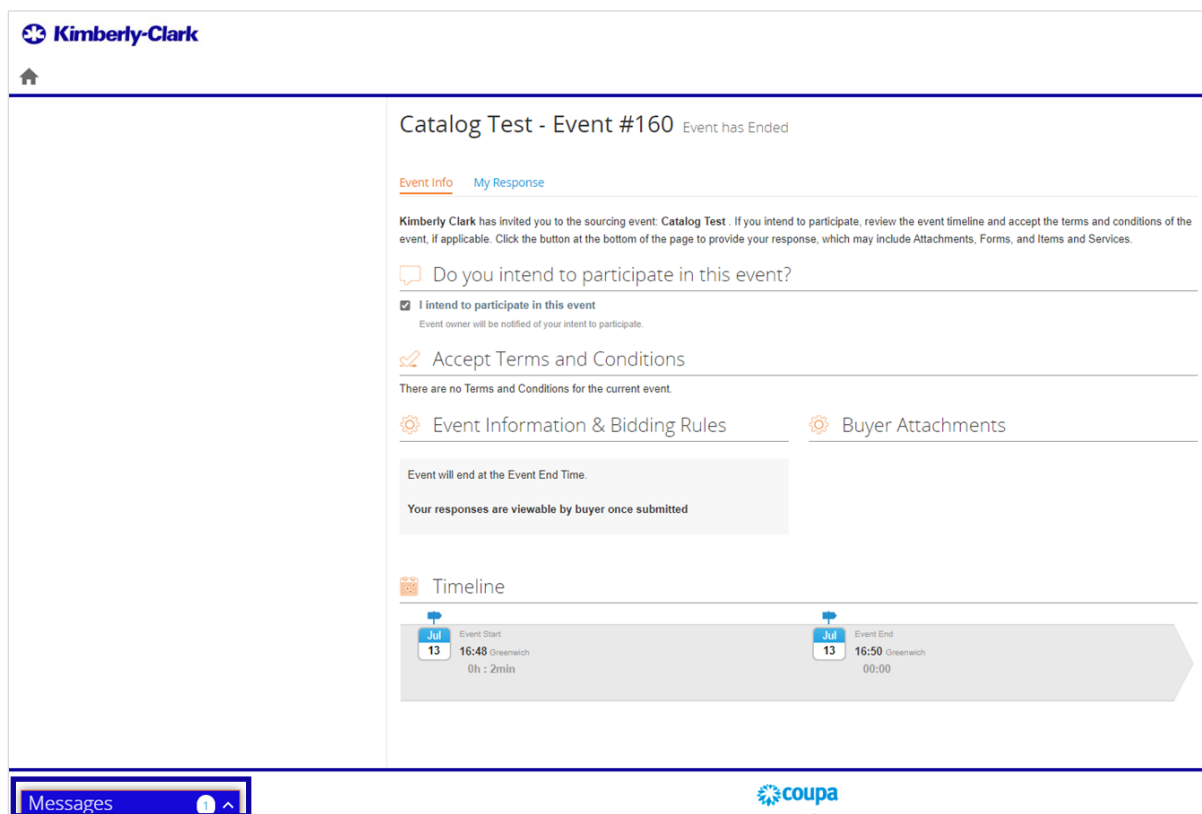 Kimberly-Clark
Catalog Test - Event #160 Event has Ended
Event Info My Response
Kimberly Clark has invited you to the sourcing event: Catalog Test . If you intend to participate, review the event timeline and accept the terms and conditions of the
event, if applicable. Click the button at the bottom of the page to provide your response, which may include Attachments, Forms, and Items and Services.
Do you intend to participate in this event?
I intend to participate in this event
Event owner will be notified of your intent to participate.
Accept Terms and Conditions
There are no Terms and Conditions for the current event.
Event Information & Bidding Rules
Buyer Attachments
Event will end at the Event End Time.
Your responses are viewable by buyer once submitted
Timeline
Jul
13
Event Start
16:48 Greenwich
0h : 2min
Jul
13
Event End
16:50 Greenwich
00:00
Messages 1
coupa